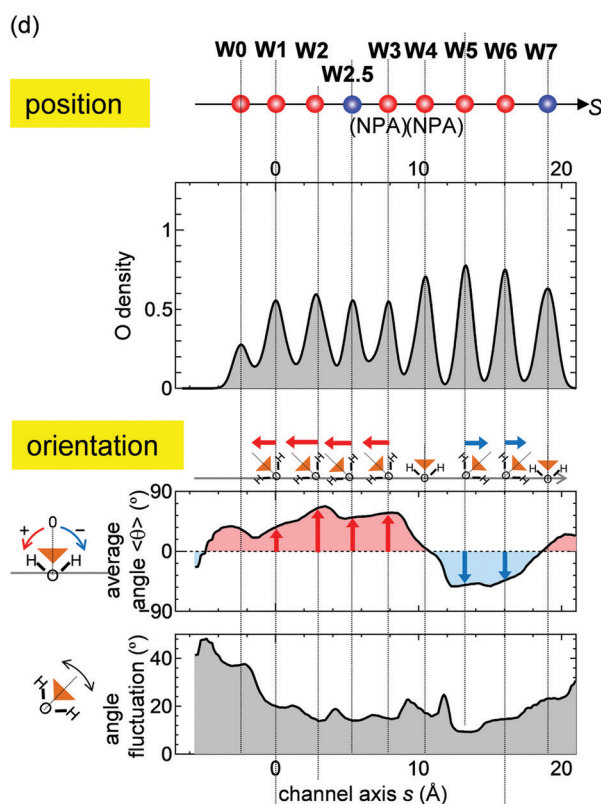 (d)
W0 W1 W2 W3 W4 W5 W6 W7
W2.5
position
S
(NPA)(NPA)
0 10 20
1
0.5
0
O density
orientation
H H H H H H H H
H H H H H H H H
O O O O O O O O
90
0
90
average
angle <θ> (°)
+ 0 −
H H
O
40
20
0
angle
fluctuation (°)
H
O H
0 10 20
channel axis s (Å)